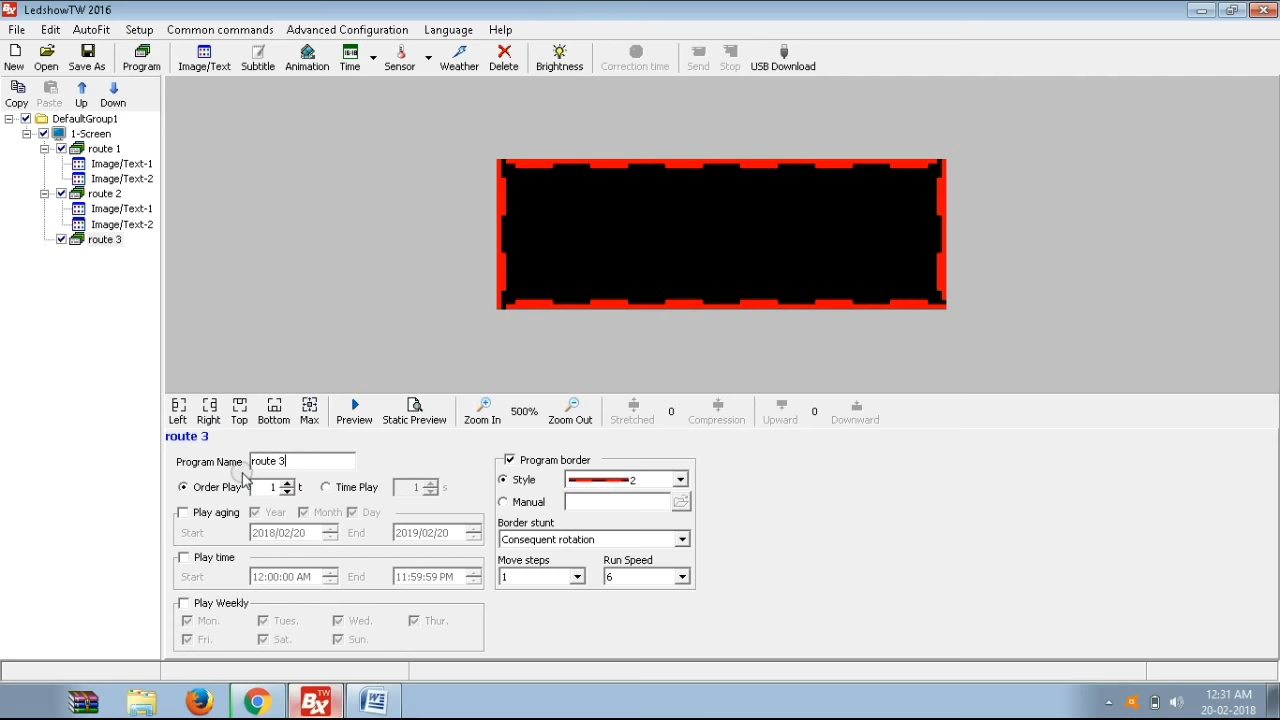 LedshowTW 2016
File Edit AutoFit Setup Common commands Advanced Configuration Language Help
New Open Save As Program Image/Text Subtitle Animation Time Sensor Weather Delete Brightness Correction time Send Stop USB Download
Copy Paste Up Down
DefaultGroup1
1-Screen
route 1
Image/Text-1
Image/Text-2
route 2
Image/Text-1
Image/Text-2
route 3
Left Right Top Bottom Max Preview Static Preview Zoom In 500% Zoom Out Stretched 0 Compression Upward 0 Downward
route 3
Program Name route 3
Order Play 1 t Time Play 1 s
Play aging Year Month Day
Start 2018/02/20 End 2019/02/20
Play time
Start 12:00:00 AM End 11:59:59 PM
Play Weekly
Mon. Tues. Wed. Thur.
Fri. Sat. Sun.
Program border
Style 2
Manual
Border stunt
Consequent rotation
Move steps Run Speed
1 6
12:31 AM
20-02-2018